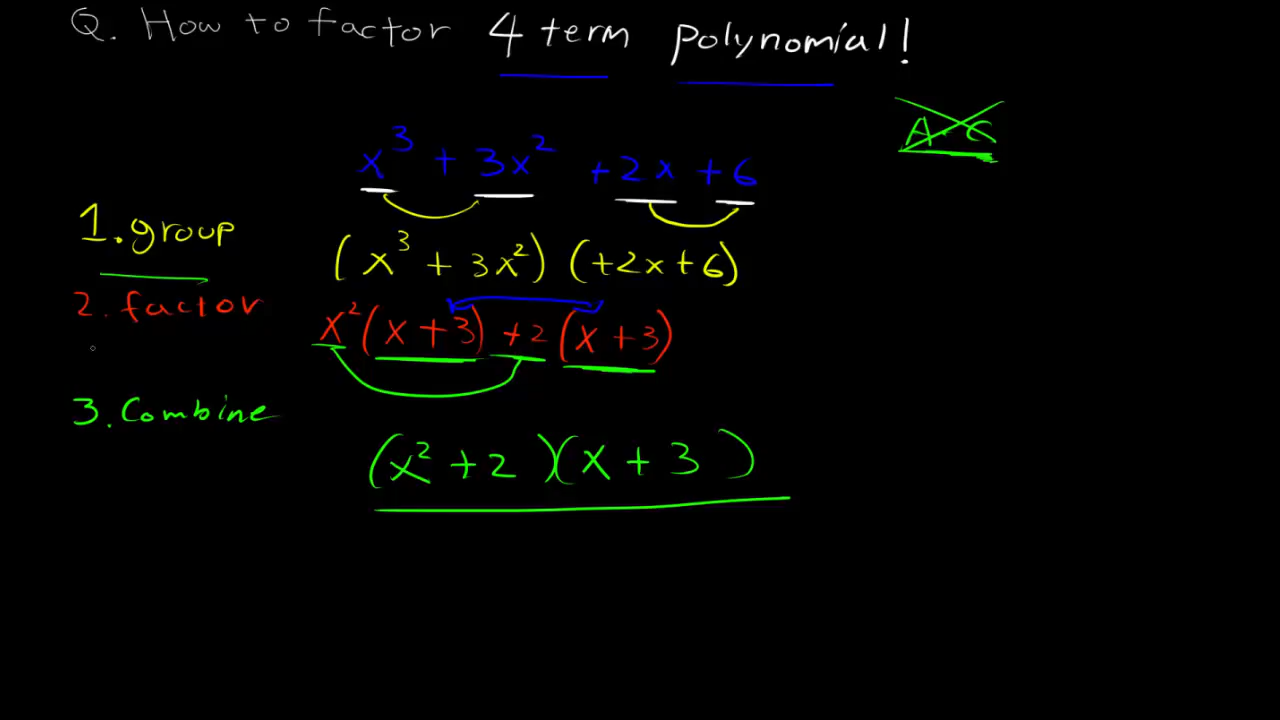 Q. How to factor 4 term polynomial!
A·C
x³ + 3x² + 2x + 6
1. group
(x³ + 3x²) (+2x+6)
2. factor
x²(x+3) +2 (x+3)
3. Combine
(x² + 2)(x + 3)